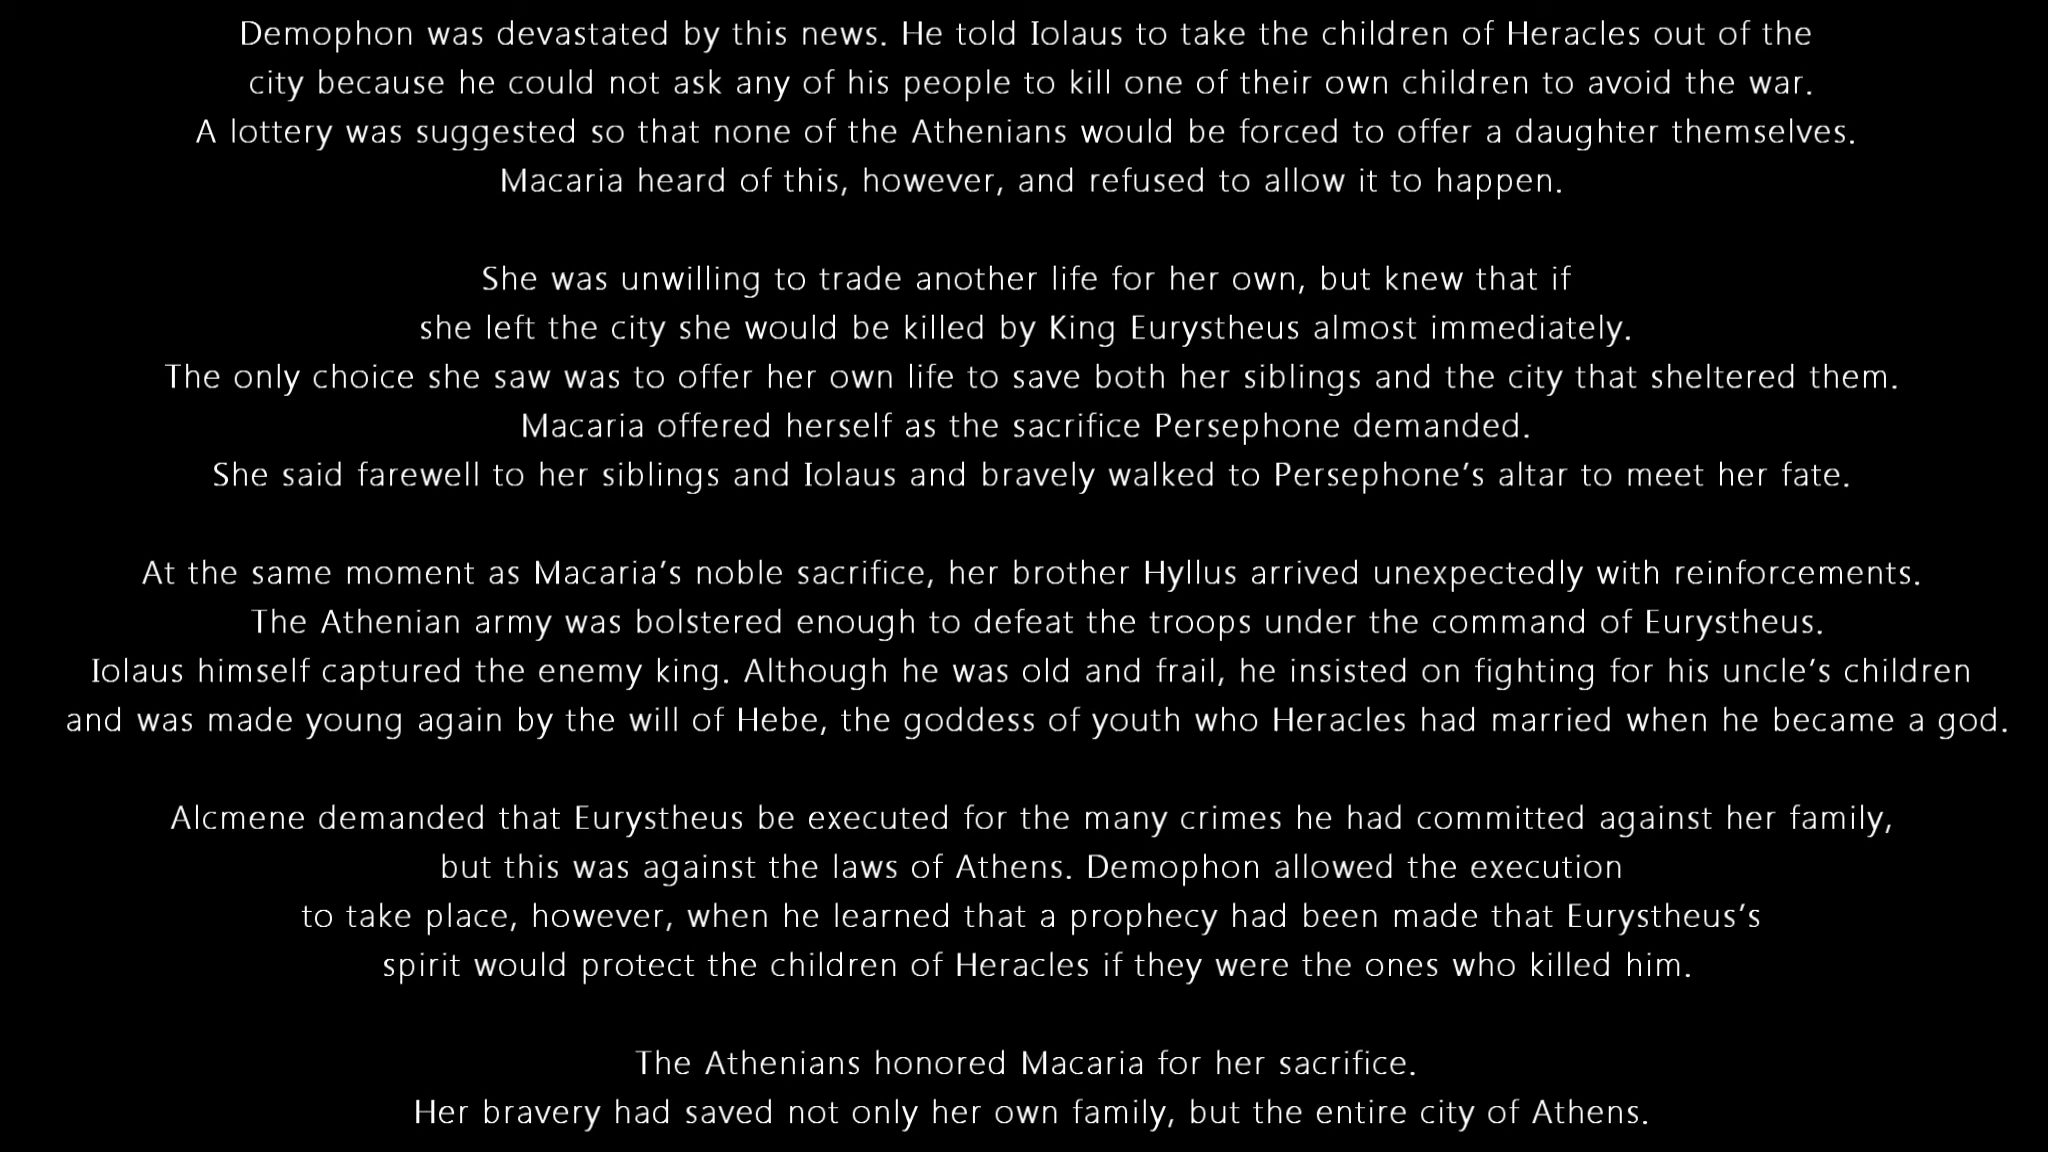 Demophon was devastated by this news. He told Iolaus to take the children of Heracles out of the
city because he could not ask any of his people to kill one of their own children to avoid the war.
A lottery was suggested so that none of the Athenians would be forced to offer a daughter themselves.
Macaria heard of this, however, and refused to allow it to happen.
She was unwilling to trade another life for her own, but knew that if
she left the city she would be killed by King Eurystheus almost immediately.
The only choice she saw was to offer her own life to save both her siblings and the city that sheltered them.
Macaria offered herself as the sacrifice Persephone demanded.
She said farewell to her siblings and Iolaus and bravely walked to Persephone's altar to meet her fate.
At the same moment as Macaria's noble sacrifice, her brother Hyllus arrived unexpectedly with reinforcements.
The Athenian army was bolstered enough to defeat the troops under the command of Eurystheus.
Iolaus himself captured the enemy king. Although he was old and frail, he insisted on fighting for his uncle's children
and was made young again by the will of Hebe, the goddess of youth who Heracles had married when he became a god.
Alcmene demanded that Eurystheus be executed for the many crimes he had committed against her family,
but this was against the laws of Athens. Demophon allowed the execution
to take place, however, when he learned that a prophecy had been made that Eurystheus's
spirit would protect the children of Heracles if they were the ones who killed him.
The Athenians honored Macaria for her sacrifice.
Her bravery had saved not only her own family, but the entire city of Athens.